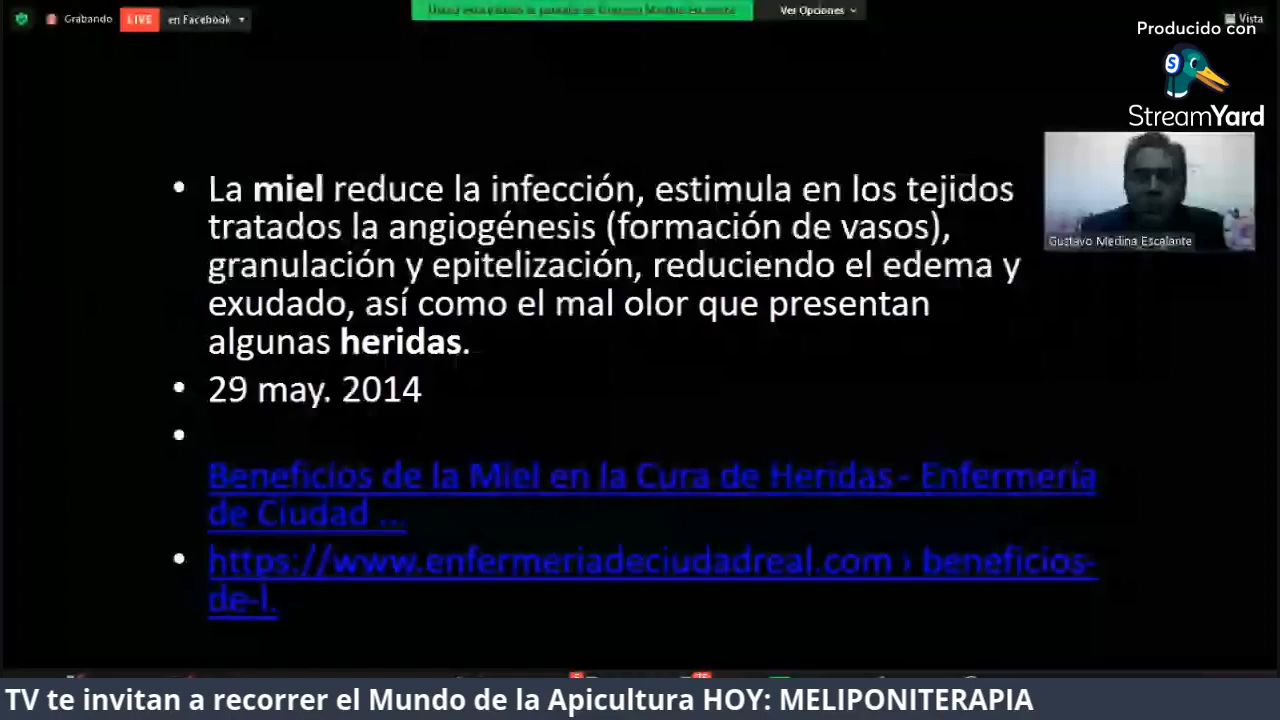 Grabando
LIVE
en Facebook
Ver Opciones
Vista
Producido con
StreamYard
Gustavo Medina Escalante
• La miel reduce la infección, estimula en los tejidos
tratados la angiogénesis (formación de vasos),
granulación y epitelización, reduciendo el edema y
exudado, así como el mal olor que presentan
algunas heridas.
• 29 may. 2014
•
Beneficios de la Miel en la Cura de Heridas - Enfermería
de Ciudad ...
• https://www.enfermeriadeciudadreal.com › beneficios-
de-l.
TV te invitan a recorrer el Mundo de la Apicultura HOY: MELIPONITERAPIA